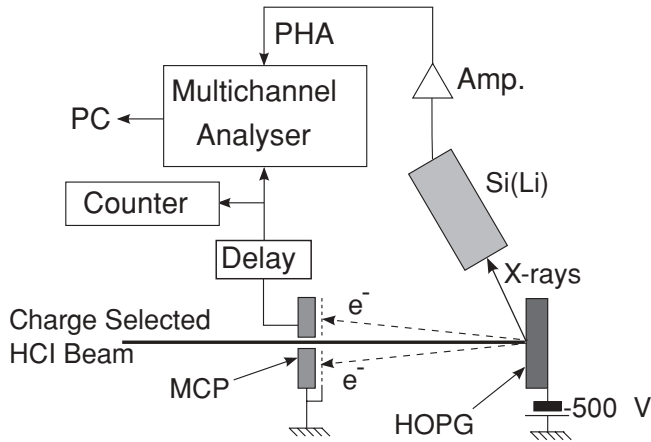 PHA
Amp.
Multichannel
Analyser
PC
Si(Li)
Counter
Delay
X-rays
e-
Charge Selected
HCI Beam
e-
MCP
HOPG
-500 V